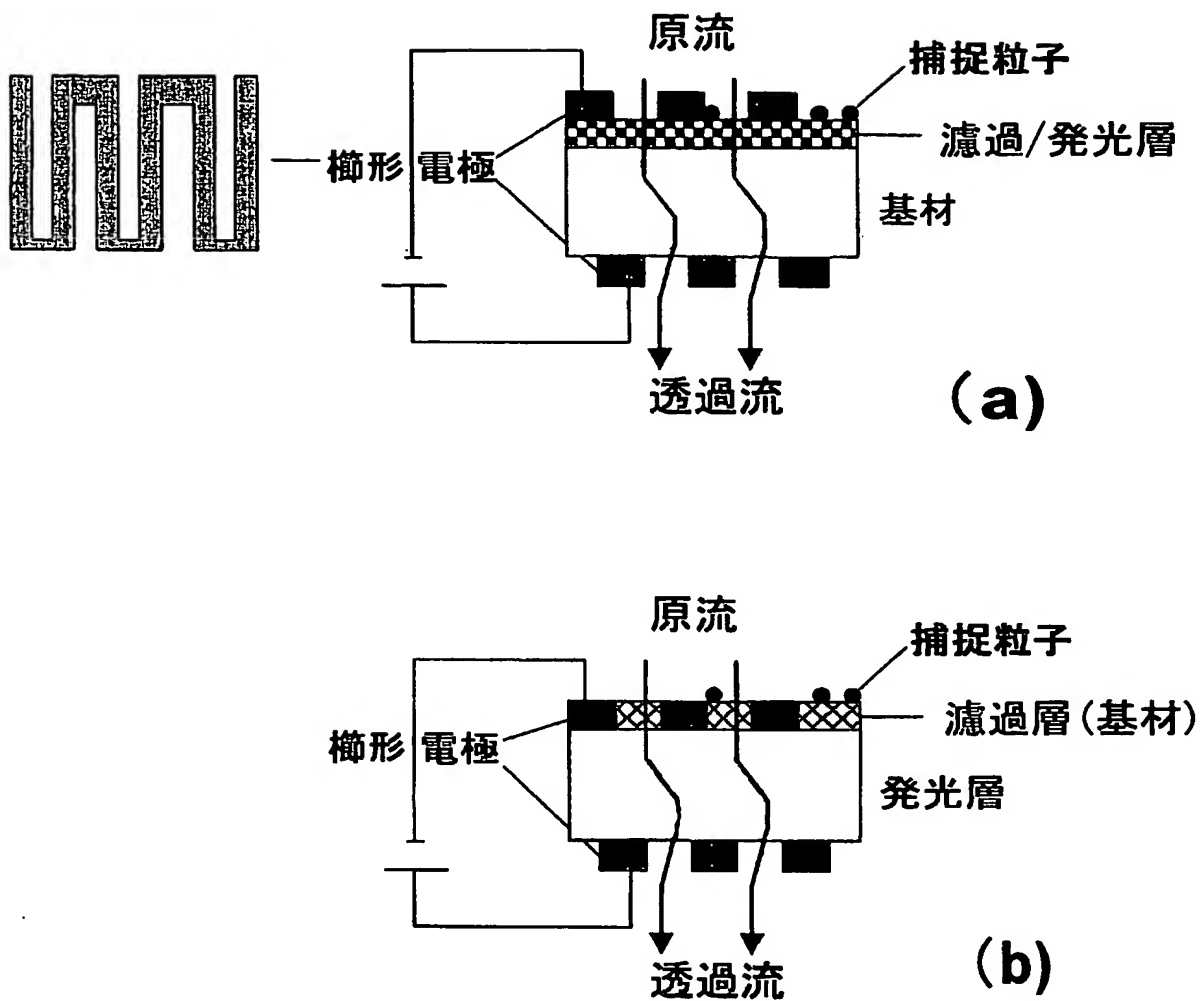 原流
捕捉粒子
濾過/発光層
櫛形 電極
基材
透過流
(a)
原流
捕捉粒子
濾過層(基材)
櫛形 電極
発光層
透過流
(b)